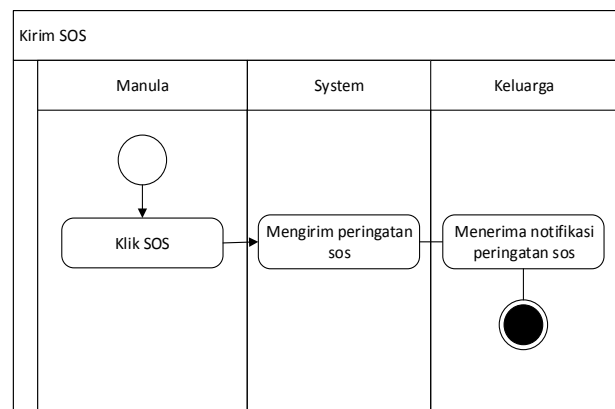 Kirim SOS
Manula
System
Keluarga
Klik SOS
Mengirim peringatan
sos
Menerima notifikasi
peringatan sos